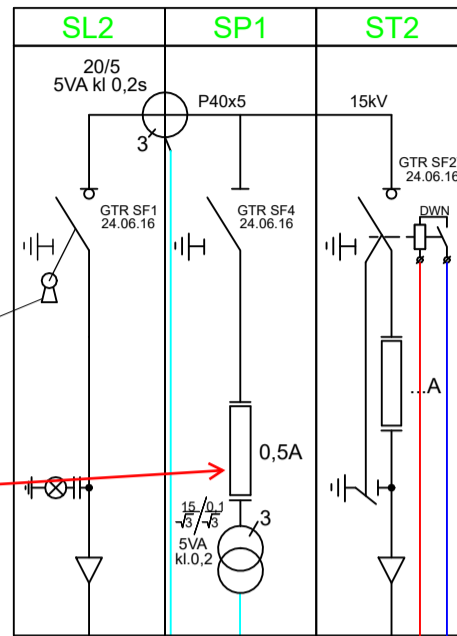 SL2
SP1
ST2
20/5
5VA kl 0,2s
3
P40x5
15kV
GTR SF1
24.06.16
GTR SF4
24.06.16
GTR SF2
24.06.16
DWN
0,5A
...A
15/√3 / 0,1/√3
3
5VA
kl.0,2